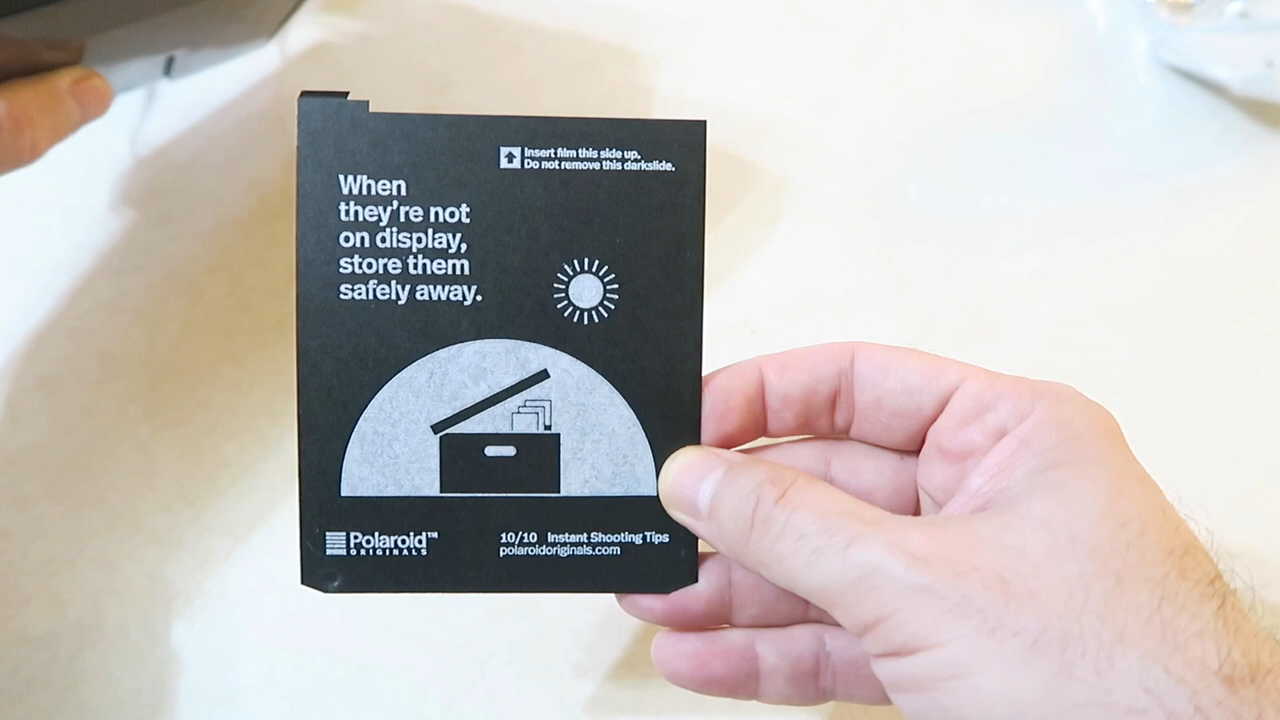 Insert film this side up.
Do not remove this darkslide.
When
they're not
on display,
store them
safely away.
Polaroid™
ORIGINALS
10/10 Instant Shooting Tips
polaroidoriginals.com